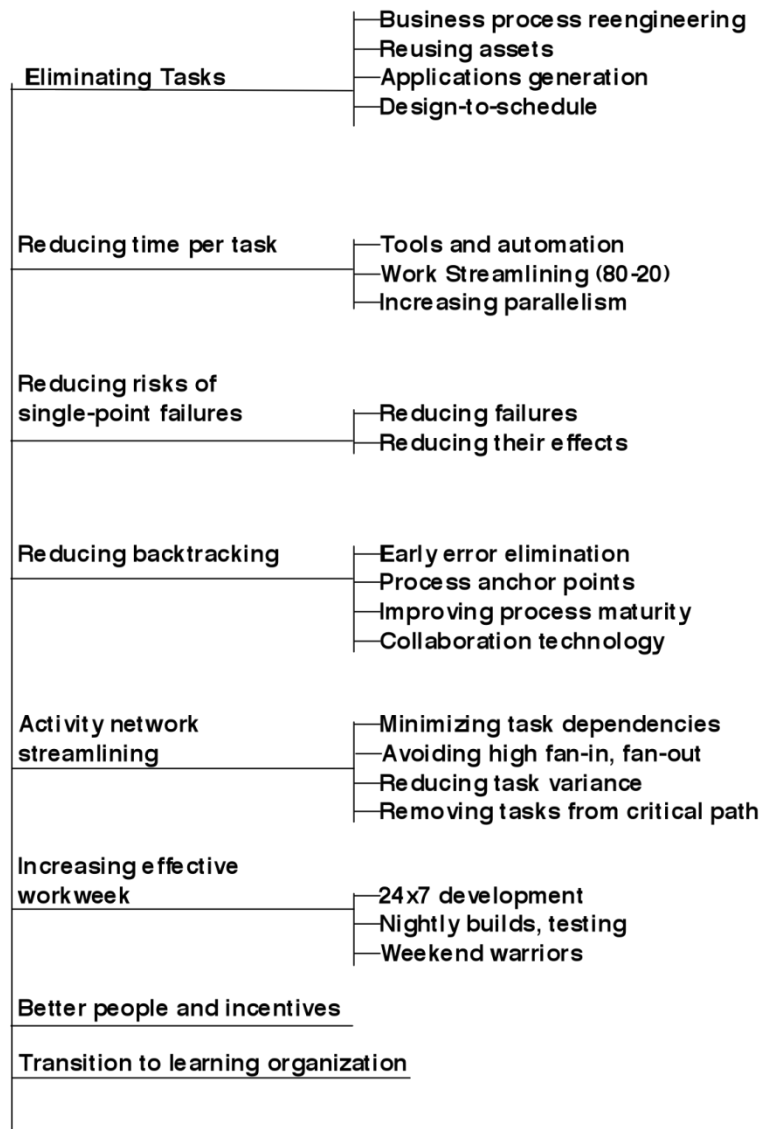 Business process reengineering
Reusing assets
Eliminating Tasks
Applications generation
Design-to-schedule
Reducing time per task
Tools and automation
Work Streamlining (80-20)
Increasing parallelism
Reducing risks of
single-point failures
Reducing failures
Reducing their effects
Reducing backtracking
Early error elimination
Process anchor points
Improving process maturity
Collaboration technology
Activity network
streamlining
Minimizing task dependencies
Avoiding high fan-in, fan-out
Reducing task variance
Removing tasks from critical path
Increasing effective
workweek
24x7 development
Nightly builds, testing
Weekend warriors
Better people and incentives
Transition to learning organization